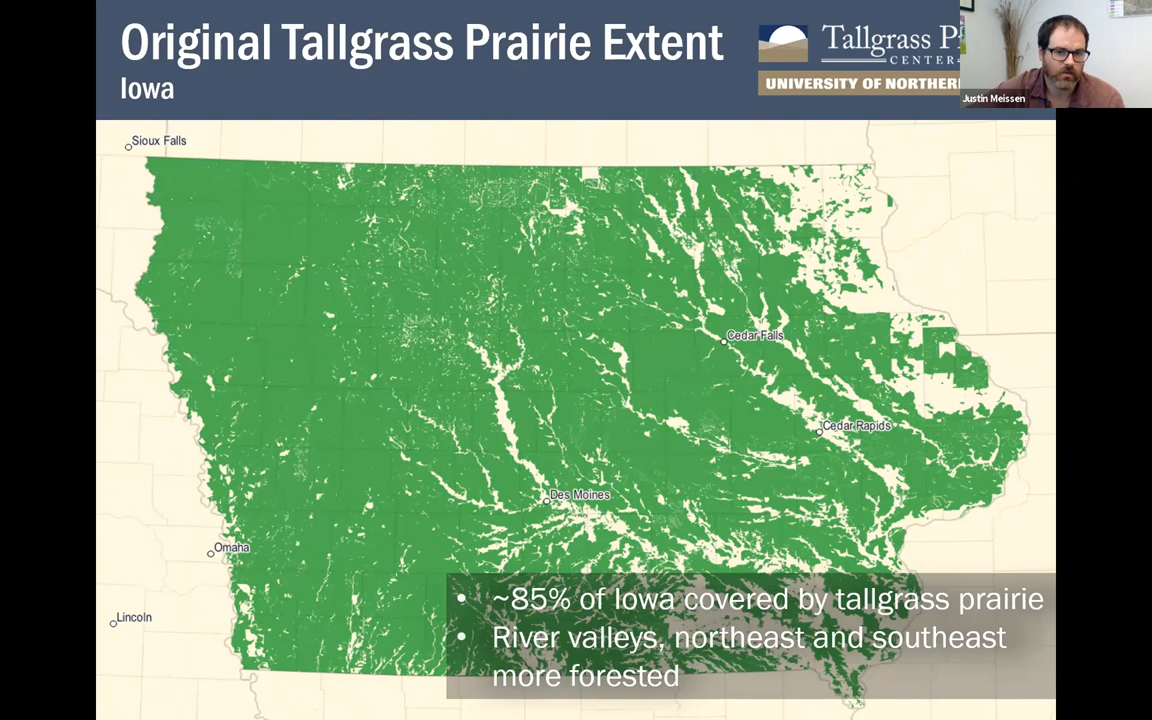 Original Tallgrass Prairie Extent
Iowa
Tallgrass P
CENTER
UNIVERSITY OF NORTHER
Justin Meissen
Sioux Falls
Cedar Falls
Cedar Rapids
Des Moines
Omaha
Lincoln
• ~85% of Iowa covered by tallgrass prairie
• River valleys, northeast and southeast
more forested